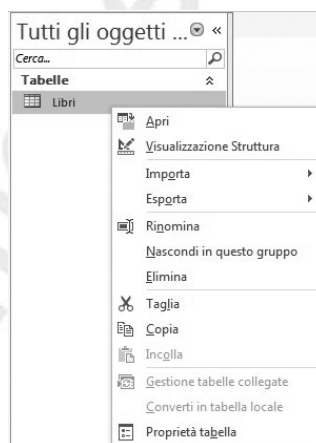 Tutti gli oggetti ... «
Cerca...
Tabelle
Libri
Apri
Visualizzazione Struttura
Importa
Esporta
Rinomina
Nascondi in questo gruppo
Elimina
Taglia
Copia
Incolla
Gestione tabelle collegate
Converti in tabella locale
Proprietà tabella